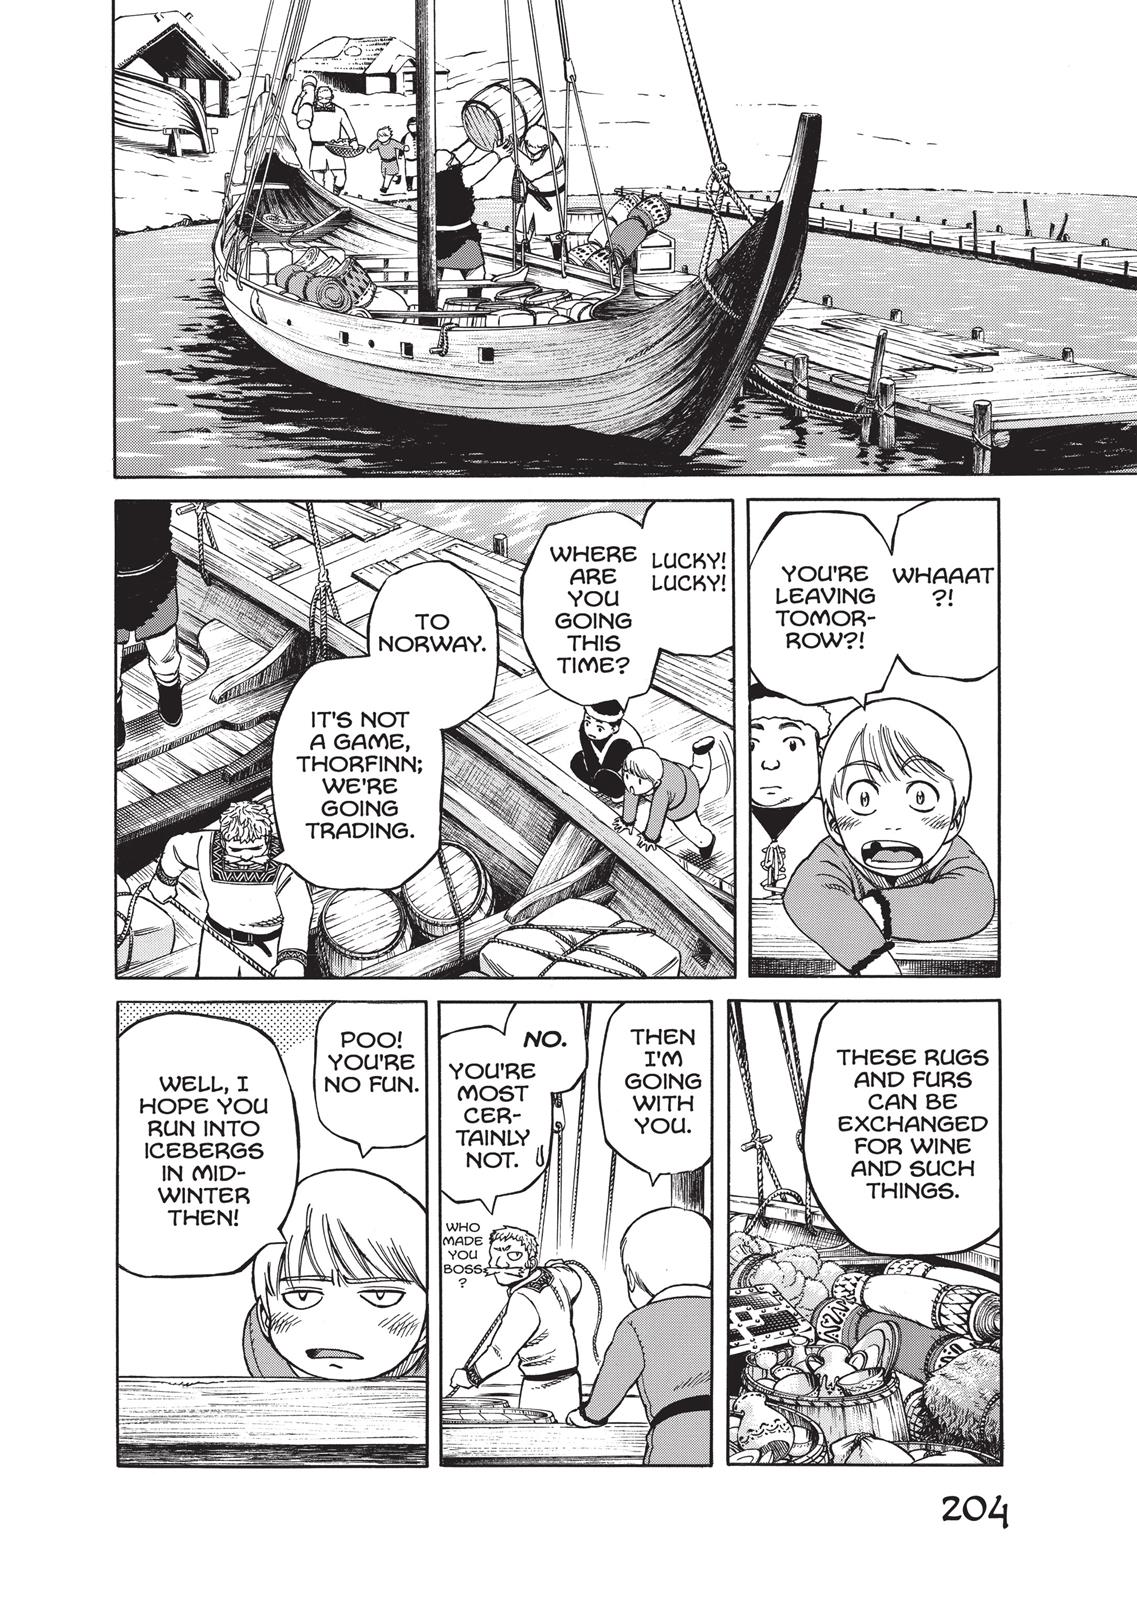 WHAAAT
?!
YOU'RE
LEAVING
TOMOR-
ROW?!
LUCKY!
LUCKY!
WHERE
ARE
YOU
GOING
THIS
TIME?
TO
NORWAY.
IT'S NOT
A GAME,
THORFINN;
WE'RE
GOING
TRADING.
THESE RUGS
AND FURS
CAN BE
EXCHANGED
FOR WINE
AND SUCH
THINGS.
THEN
I'M
GOING
WITH
YOU.
NO.
YOU'RE
MOST
CER-
TAINLY
NOT.
WHO
MADE
YOU
BOSS
?
POO!
YOU'RE
NO FUN.
WELL, I
HOPE YOU
RUN INTO
ICEBERGS
IN MID-
WINTER
THEN!
204